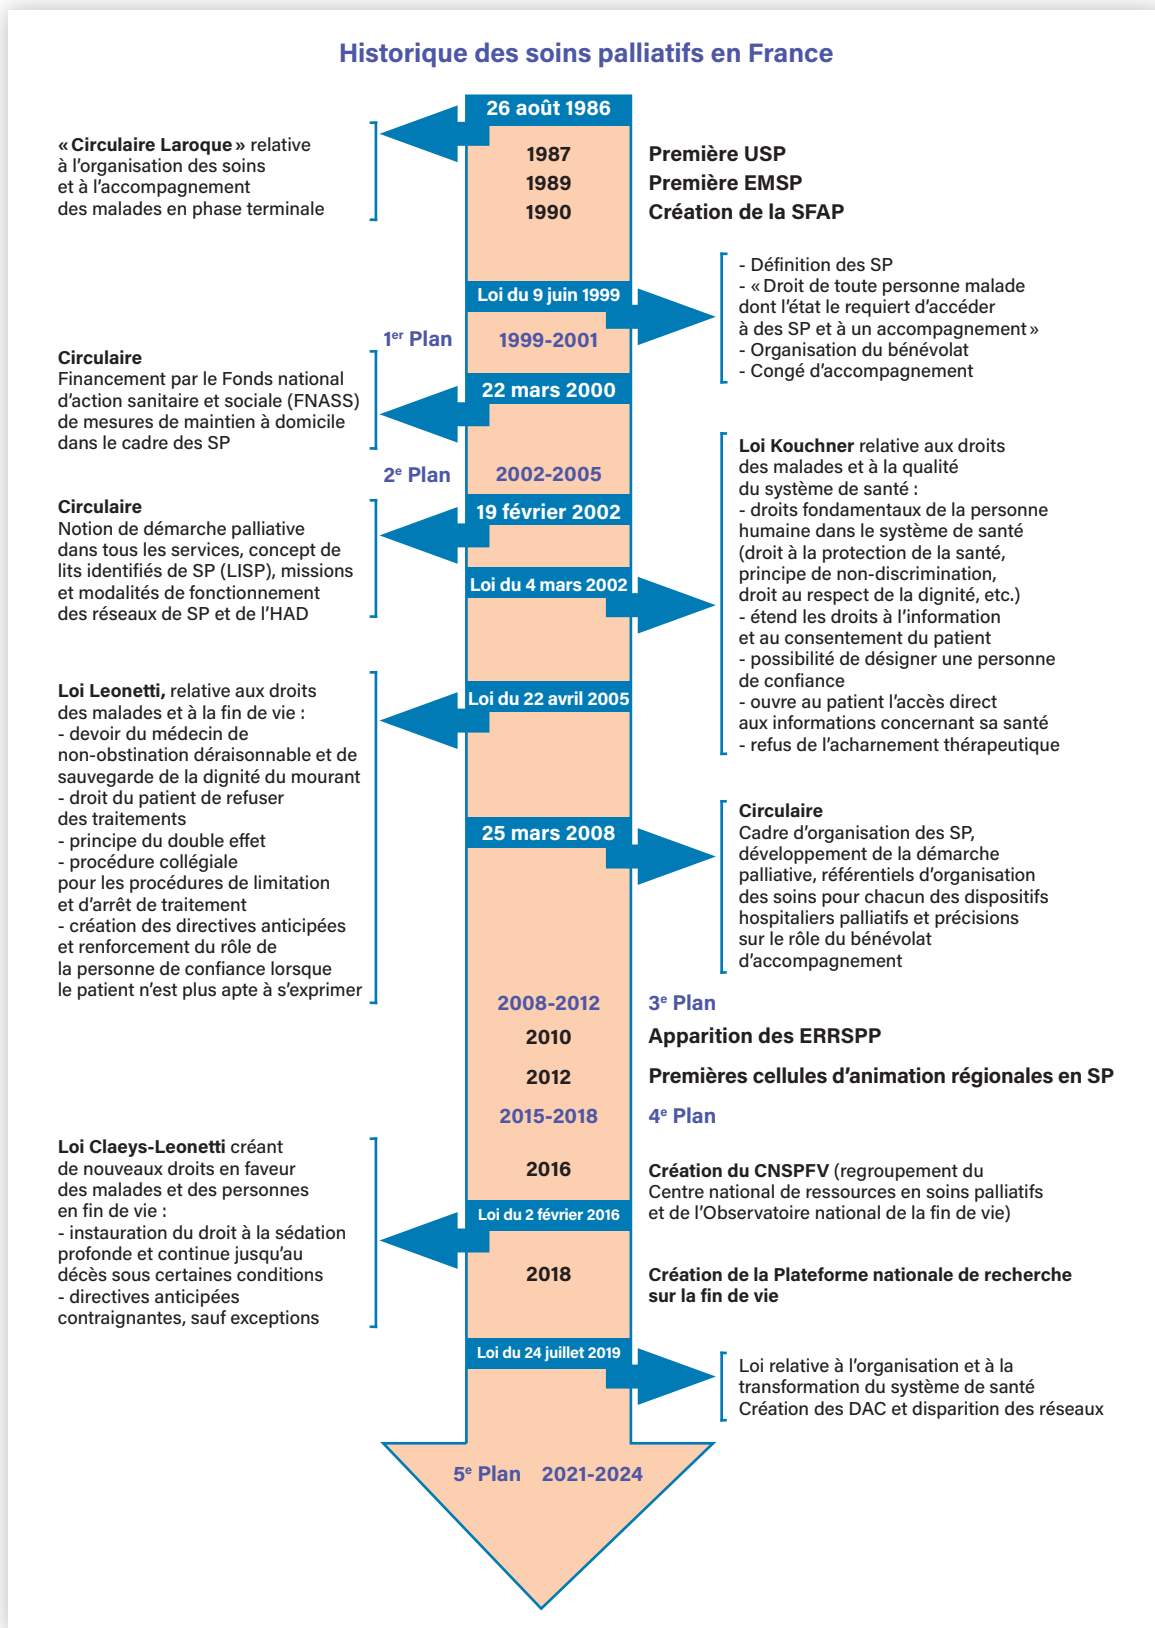 Historique des soins palliatifs en France
26 août 1986
« Circulaire Laroque » relative
à l'organisation des soins
et à l'accompagnement
des malades en phase terminale
1987
Première USP
1989
Première EMSP
1990
Création de la SFAP
Loi du 9 juin 1999
- Définition des SP
- « Droit de toute personne malade
dont l'état le requiert d'accéder
à des SP et à un accompagnement »
- Organisation du bénévolat
- Congé d'accompagnement
1er Plan
1999-2001
22 mars 2000
Circulaire
Financement par le Fonds national
d'action sanitaire et sociale (FNASS)
de mesures de maintien à domicile
dans le cadre des SP
2e Plan
2002-2005
19 février 2002
Circulaire
Notion de démarche palliative
dans tous les services, concept de
lits identifiés de SP (LISP), missions
et modalités de fonctionnement
des réseaux de SP et de l'HAD
Loi du 4 mars 2002
Loi Kouchner relative aux droits
des malades et à la qualité
du système de santé :
- droits fondamentaux de la personne
humaine dans le système de santé
(droit à la protection de la santé,
principe de non-discrimination,
droit au respect de la dignité, etc.)
- étend les droits à l'information
et au consentement du patient
- possibilité de désigner une personne
de confiance
- ouvre au patient l'accès direct
aux informations concernant sa santé
- refus de l'acharnement thérapeutique
Loi du 22 avril 2005
Loi Leonetti, relative aux droits
des malades et à la fin de vie :
- devoir du médecin de
non-obstination déraisonnable et de
sauvegarde de la dignité du mourant
- droit du patient de refuser
des traitements
- principe du double effet
- procédure collégiale
pour les procédures de limitation
et d'arrêt de traitement
- création des directives anticipées
et renforcement du rôle de
la personne de confiance lorsque
le patient n'est plus apte à s'exprimer
25 mars 2008
Circulaire
Cadre d'organisation des SP,
développement de la démarche
palliative, référentiels d'organisation
des soins pour chacun des dispositifs
hospitaliers palliatifs et précisions
sur le rôle du bénévolat
d'accompagnement
2008-2012
3e Plan
2010
Apparition des ERRSPP
2012
Premières cellules d'animation régionales en SP
2015-2018
4e Plan
2016
Création du CNSPFV (regroupement du
Centre national de ressources en soins palliatifs
et de l'Observatoire national de la fin de vie)
Loi du 2 février 2016
Loi Claeys-Leonetti créant
de nouveaux droits en faveur
des malades et des personnes
en fin de vie :
- instauration du droit à la sédation
profonde et continue jusqu'au
décès sous certaines conditions
- directives anticipées
contraignantes, sauf exceptions
2018
Création de la Plateforme nationale de recherche
sur la fin de vie
Loi du 24 juillet 2019
Loi relative à l'organisation et à la
transformation du système de santé
Création des DAC et disparition des réseaux
5e Plan 2021-2024